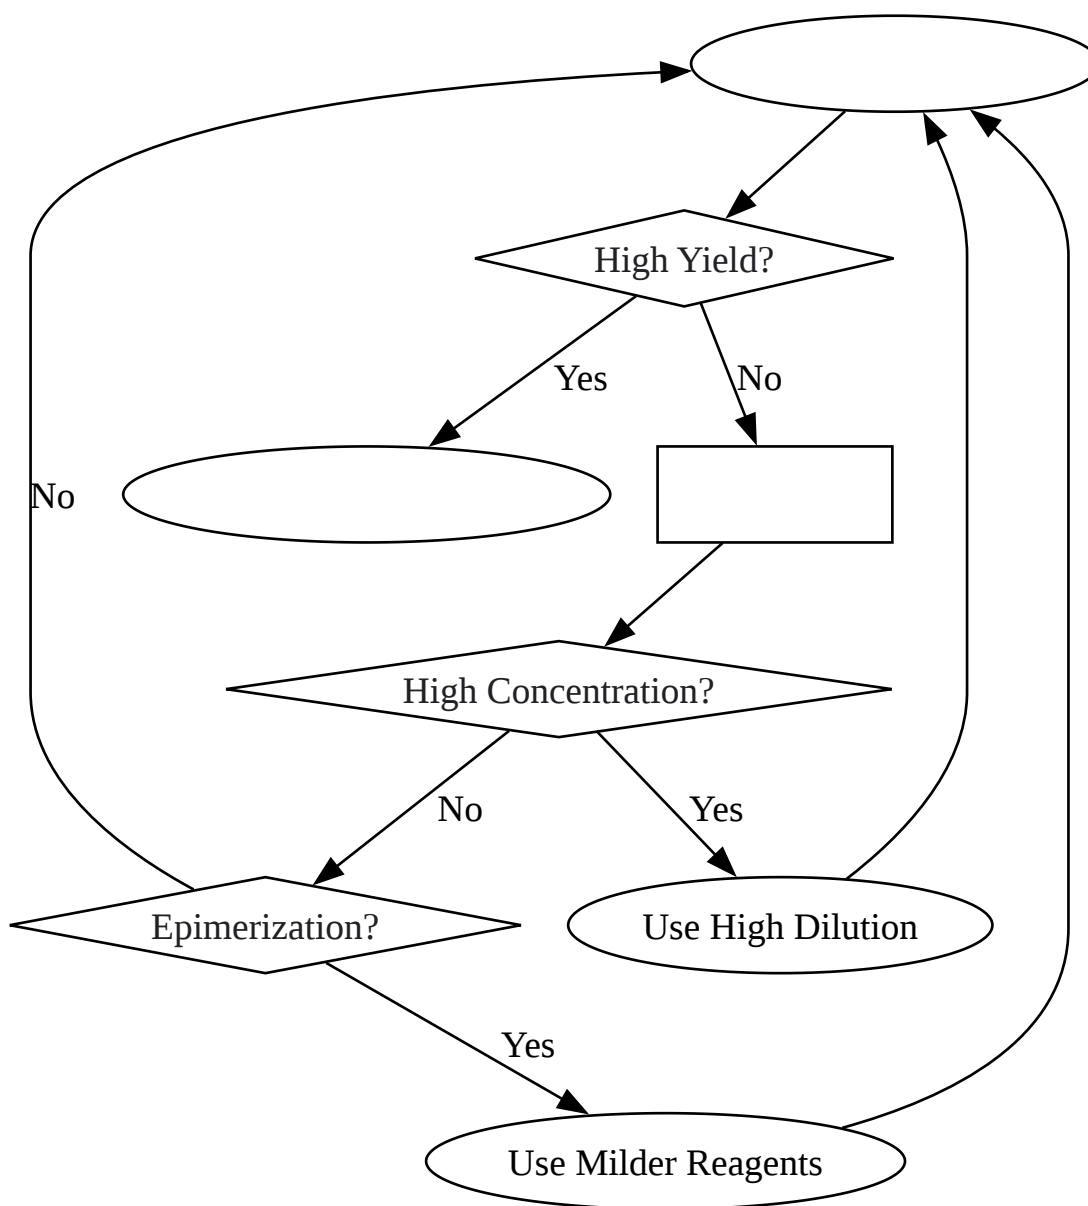 High Yield?
Yes
No
No
High Concentration?
No
Yes
Epimerization?
Use High Dilution
Yes
Use Milder Reagents